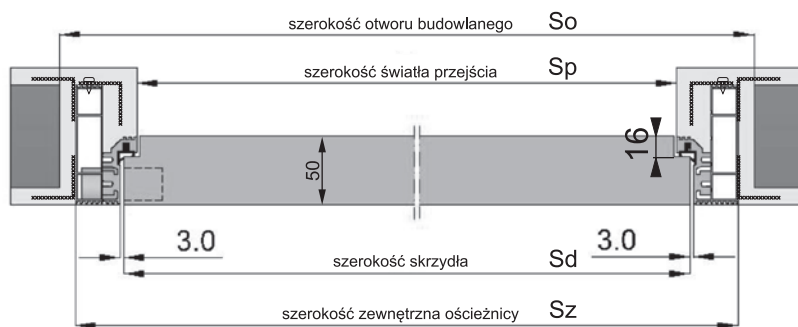 szerokość otworu budowlanego So
szerokość światła przejścia Sp
16
50
3.0
3.0
szerokość skrzydła Sd
szerokość zewnętrzna ościeżnicy Sz